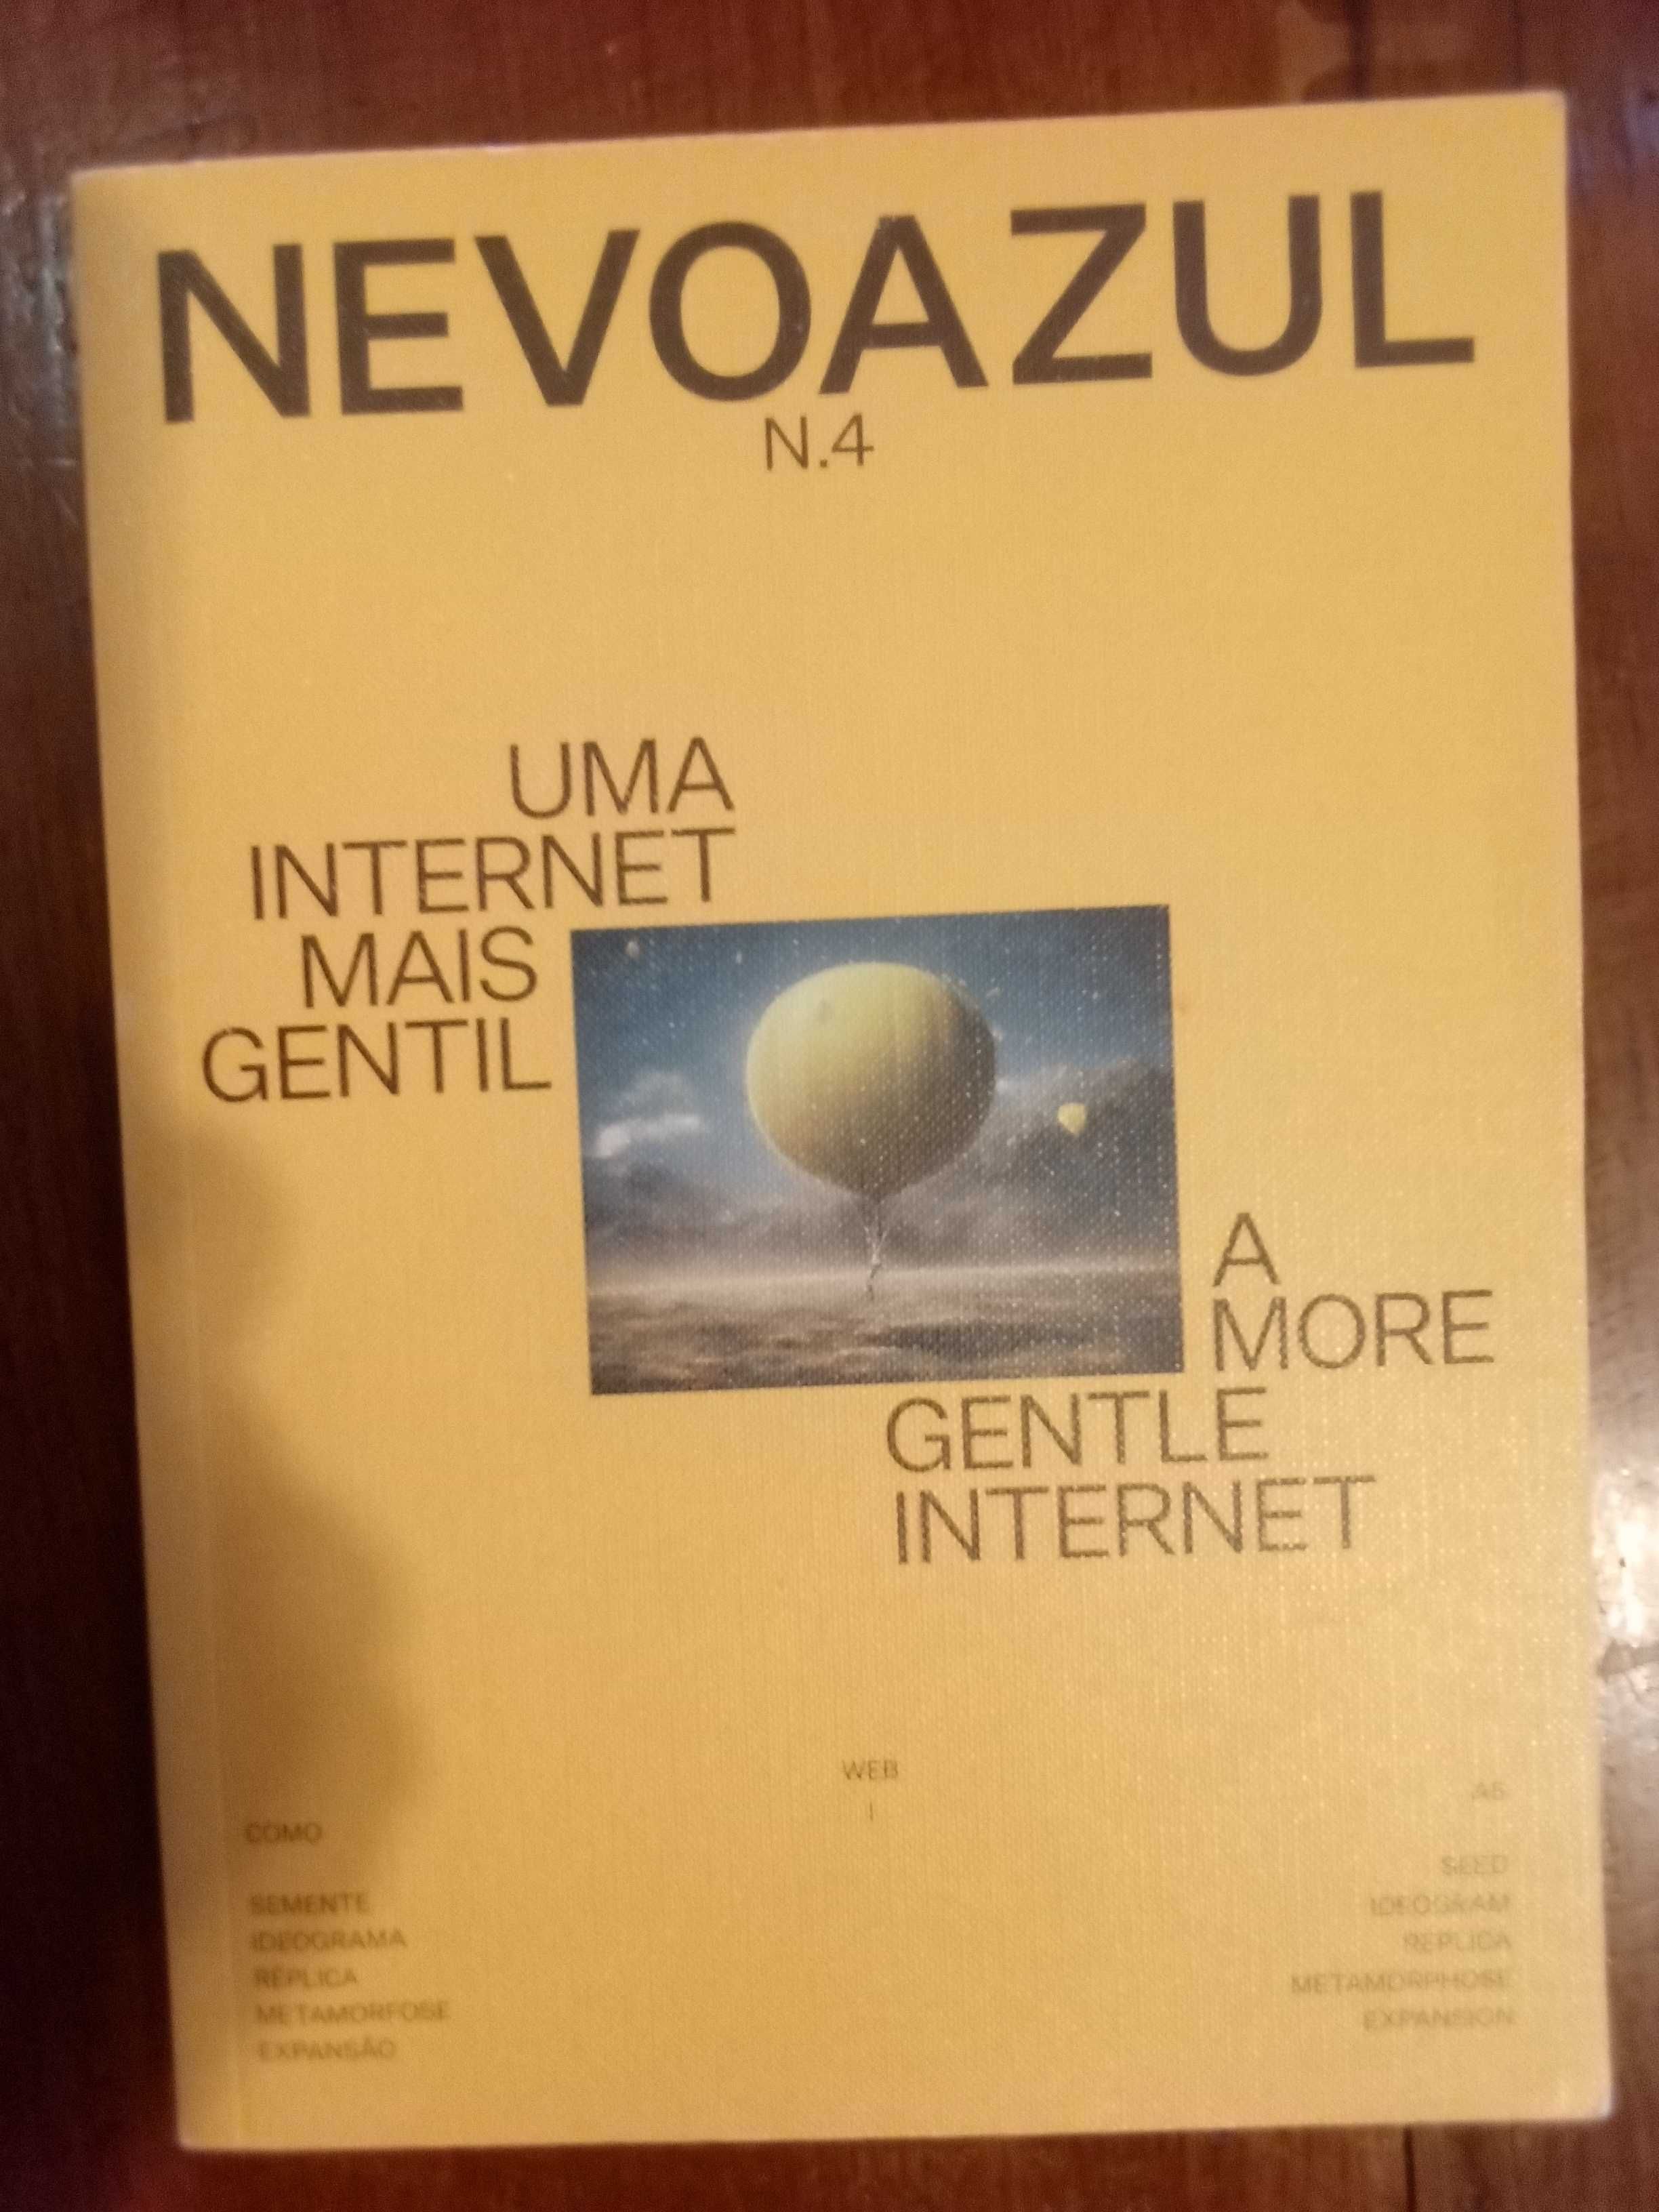 NEVOAZUL
N.4
UMA
INTERNET
MAIS
GENTIL
A
MORE
GENTLE
INTERNET
WEB
|
COMO
SEMENTE
IDEOGRAMA
RÉPLICA
METAMORFOSE
EXPANSÃO
AS
SEED
IDEOGRAM
REPLICA
METAMORPHOSE
EXPANSION